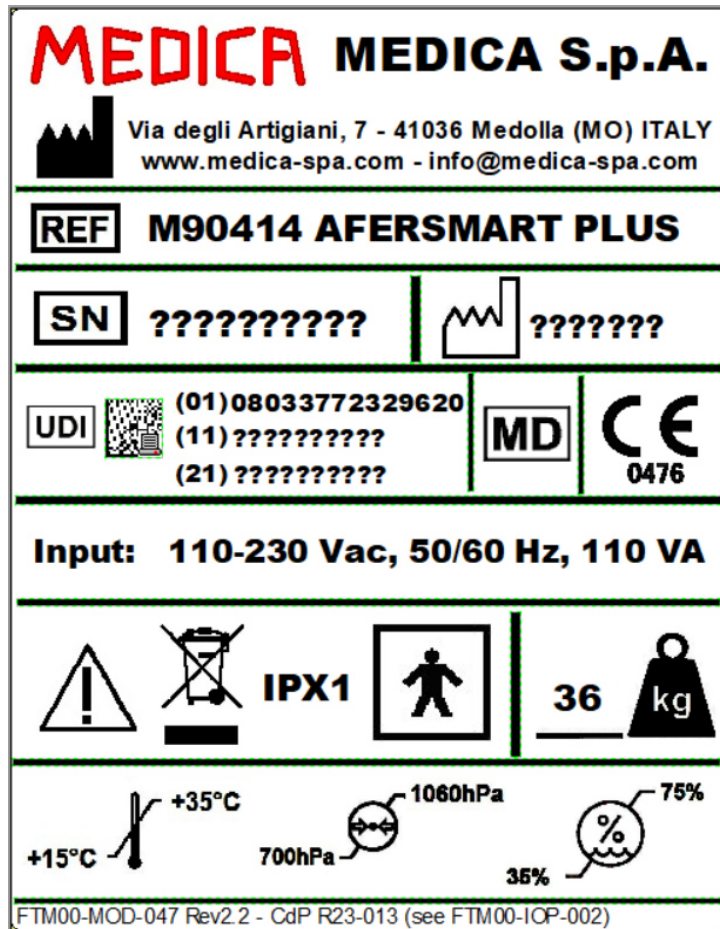 MEDICA MEDICA S.p.A.
Via degli Artigiani, 7 - 41036 Medolla (MO) ITALY
www.medica-spa.com - info@medica-spa.com
REF M90414 AFERSMART PLUS
SN ?????????? ???????
UDI (01)08033772329620
(11)??????????
(21)??????????
MD CE
0476
Input: 110-230 Vac, 50/60 Hz, 110 VA
IPX1 36 kg
+35°C
+15°C
1060hPa
700hPa
75%
%
35%
FTM00-MOD-047 Rev2.2 - CdP R23-013 (see FTM00-IOP-002)